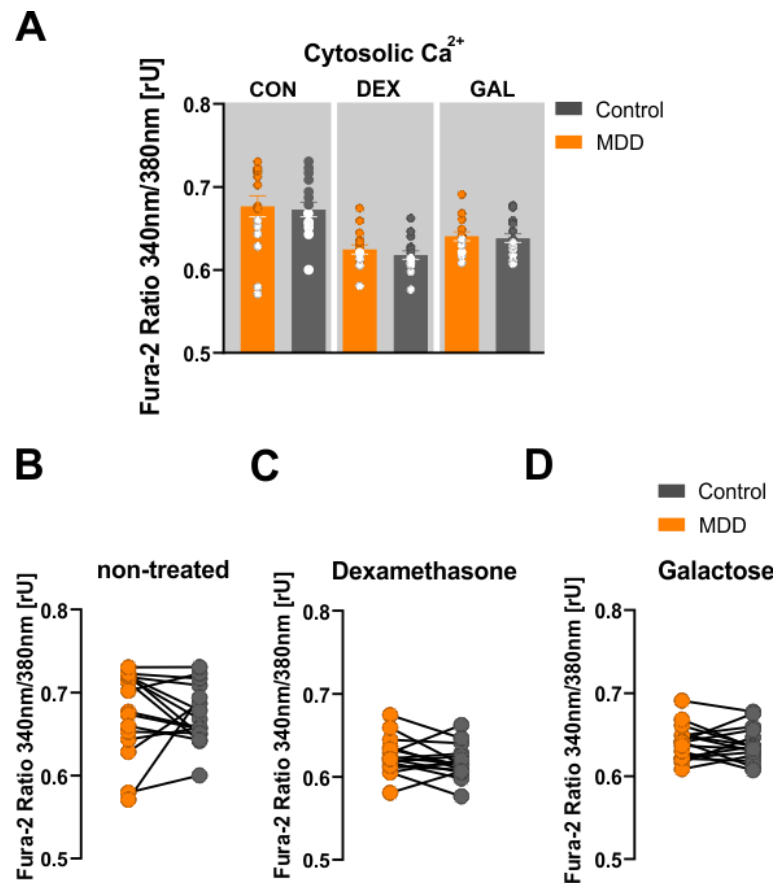 A
Cytosolic Ca2+
CON DEX GAL
Fura-2 Ratio 340nm/380nm [rU]
0.8
0.7
0.6
0.5
Control
MDD
B
C
D
Control
MDD
non-treated
Dexamethasone
Galactose
Fura-2 Ratio 340nm/380nm [rU]
0.8
0.7
0.6
0.5
Fura-2 Ratio 340nm/380nm [rU]
0.8
0.7
0.6
0.5
Fura-2 Ratio 340nm/380nm [rU]
0.8
0.7
0.6
0.5